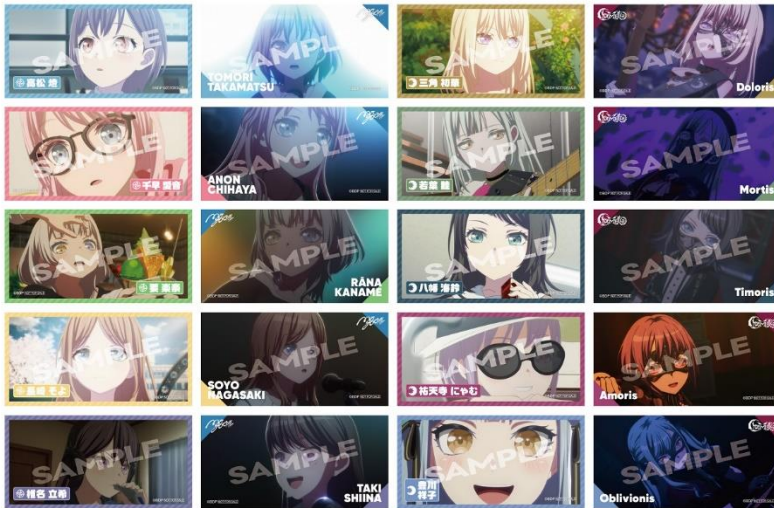 SAMPLE
高松 燈
SAMPLE
TOMORI
TAKAMATSU
SAMPLE
三角 初華
SAMPLE
Doloris
SAMPLE
千早 愛音
SAMPLE
ANON
CHIHAYA
SAMPLE
若葉 睦
SAMPLE
Mortis
SAMPLE
要 楽奈
SAMPLE
RĀNA
KANAME
SAMPLE
八幡 海鈴
SAMPLE
Timoris
SAMPLE
長崎 そよ
SAMPLE
SOYO
NAGASAKI
SAMPLE
祐天寺 にゃむ
SAMPLE
Amoris
SAMPLE
椎名 立希
SAMPLE
TAKI
SHIINA
SAMPLE
豊川
祥子
SAMPLE
Oblivionis